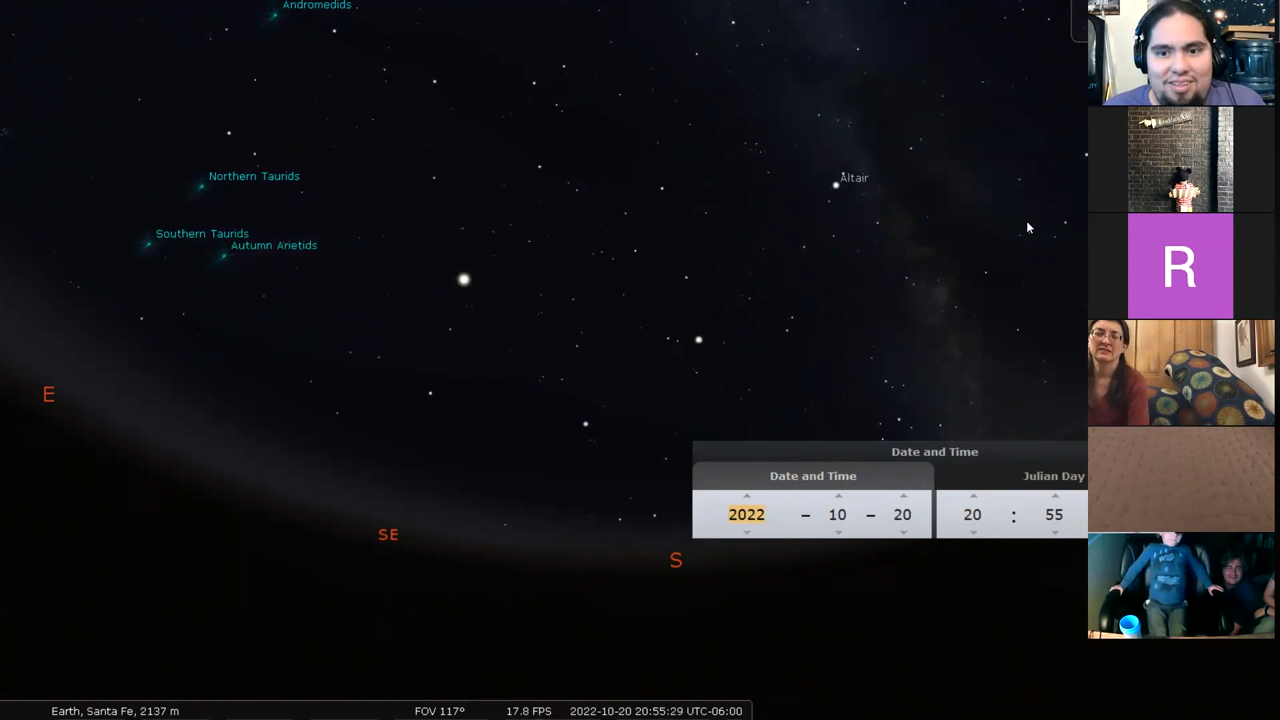 Andromedids
Northern Taurids
Altair
Southern Taurids
Autumn Arietids
R
E
Date and Time
Date and Time
Julian Day
2022 – 10 – 20
20 : 55
SE
S
Earth, Santa Fe, 2137 m
FOV 117°
17.8 FPS
2022-10-20 20:55:29 UTC-06:00